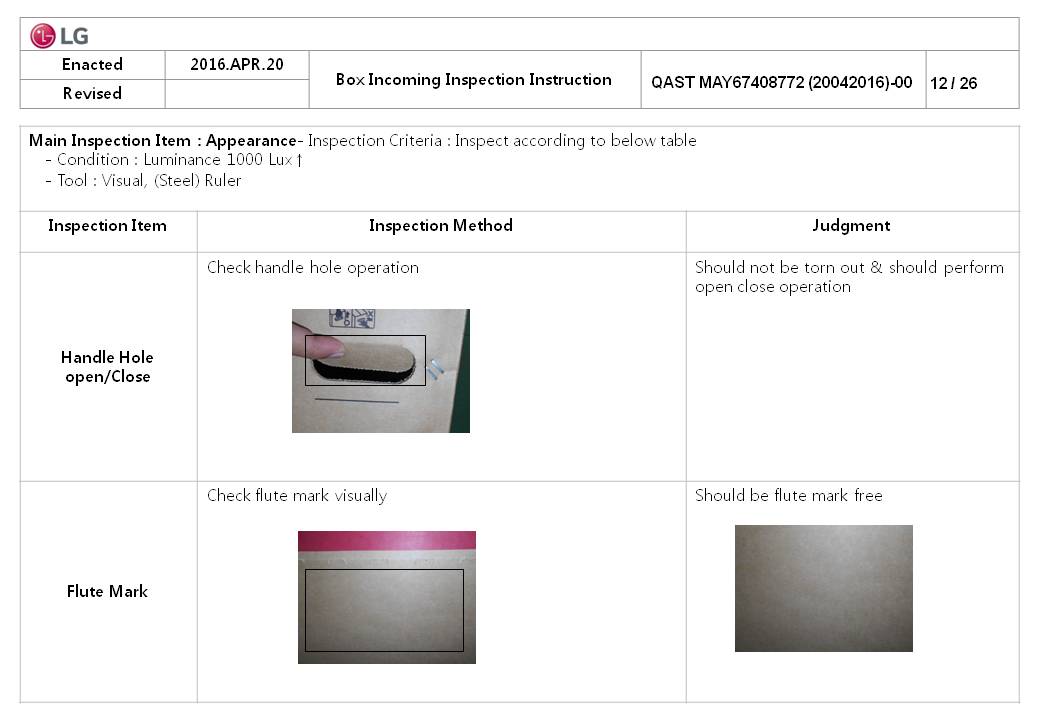 LG
Enacted
2016.APR.20
Box Incoming Inspection Instruction
QAST MAY67408772 (20042016)-00
12 / 26
Revised
Main Inspection Item : Appearance- Inspection Criteria : Inspect according to below table
- Condition : Luminance 1000 Lux↑
- Tool : Visual, (Steel) Ruler
Inspection Item
Inspection Method
Judgment
Handle Hole
open/Close
Check handle hole operation
Should not be torn out & should perform
open close operation
Flute Mark
Check flute mark visually
Should be flute mark free